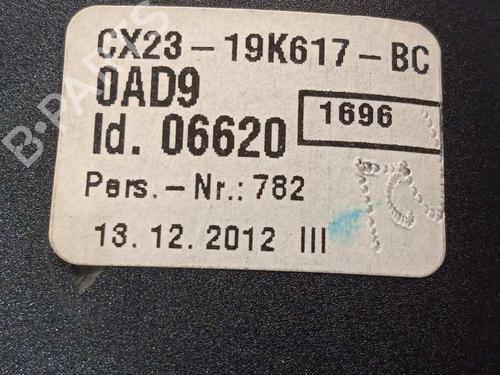 CX23-19K617-BC
0AD9
1696
Id. 06620
Pers.-Nr.: 782
13. 12. 2012 III
B-PARTS